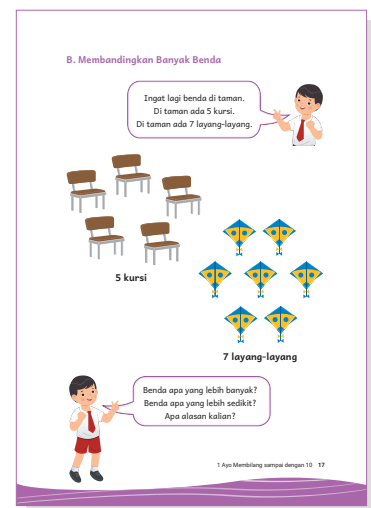 B. Membandingkan Banyak Benda
Ingat lagi benda di taman.
Di taman ada 5 kursi.
Di taman ada 7 layang-layang.
5 kursi
7 layang-layang
Benda apa yang lebih banyak?
Benda apa yang lebih sedikit?
Apa alasan kalian?
1 Ayo Membilang sampai dengan 10 17